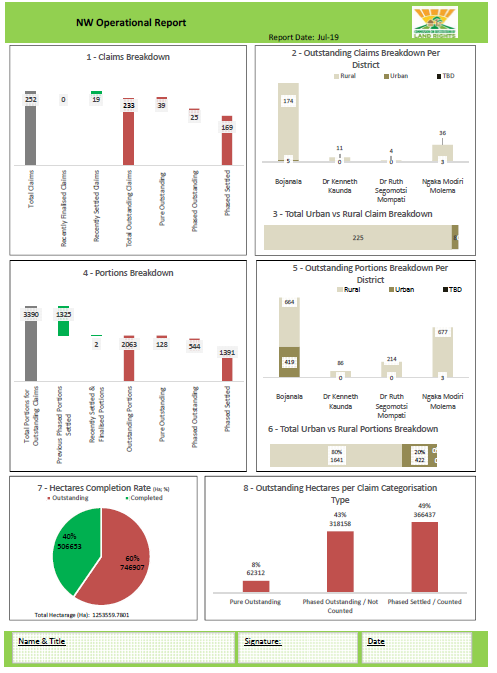 NW Operational Report
Report Date: Jul-19
LAND RIGHTS
1 - Claims Breakdown
252
0
19
233
39
25
169
Total Claims
Recently Finalised Claims
Recently Settled Claims
Total Outstanding Claims
Pure Outstanding
Phased Outstanding
Phased Settled
2 - Outstanding Claims Breakdown Per
District
Rural Urban TBD
174
5
11
0
4
0
36
3
Bojanala
Dr Kenneth
Kaunda
Dr Ruth
Segomotsi
Mompati
Ngaka Modiri
Molema
3 - Total Urban vs Rural Claim Breakdown
225
8
4 - Portions Breakdown
3390
1325
2
2063
128
544
1391
Total Portions for
Outstanding Claims
Previous Phased Portions
Settled
Recently Settled &
Finalised Portions
Outstanding Portions
Pure Outstanding
Phased Outstanding
Phased Settled
5 - Outstanding Portions Breakdown Per
District
Rural Urban TBD
664
419
86
0
214
0
677
3
Bojanala
Dr Kenneth
Kaunda
Dr Ruth
Segomotsi
Mompati
Ngaka Modiri
Molema
6 - Total Urban vs Rural Portions Breakdown
80%
1641
20%
422
7 - Hectares Completion Rate (Ha; %)
Outstanding Completed
40%
506653
60%
746907
Total Hectarage (Ha): 1253559.7801
8 - Outstanding Hectares per Claim Categorisation
Type
8%
62312
43%
318158
49%
366437
Pure Outstanding
Phased Outstanding / Not
Counted
Phased Settled / Counted
Name & Title
Signature:
Date